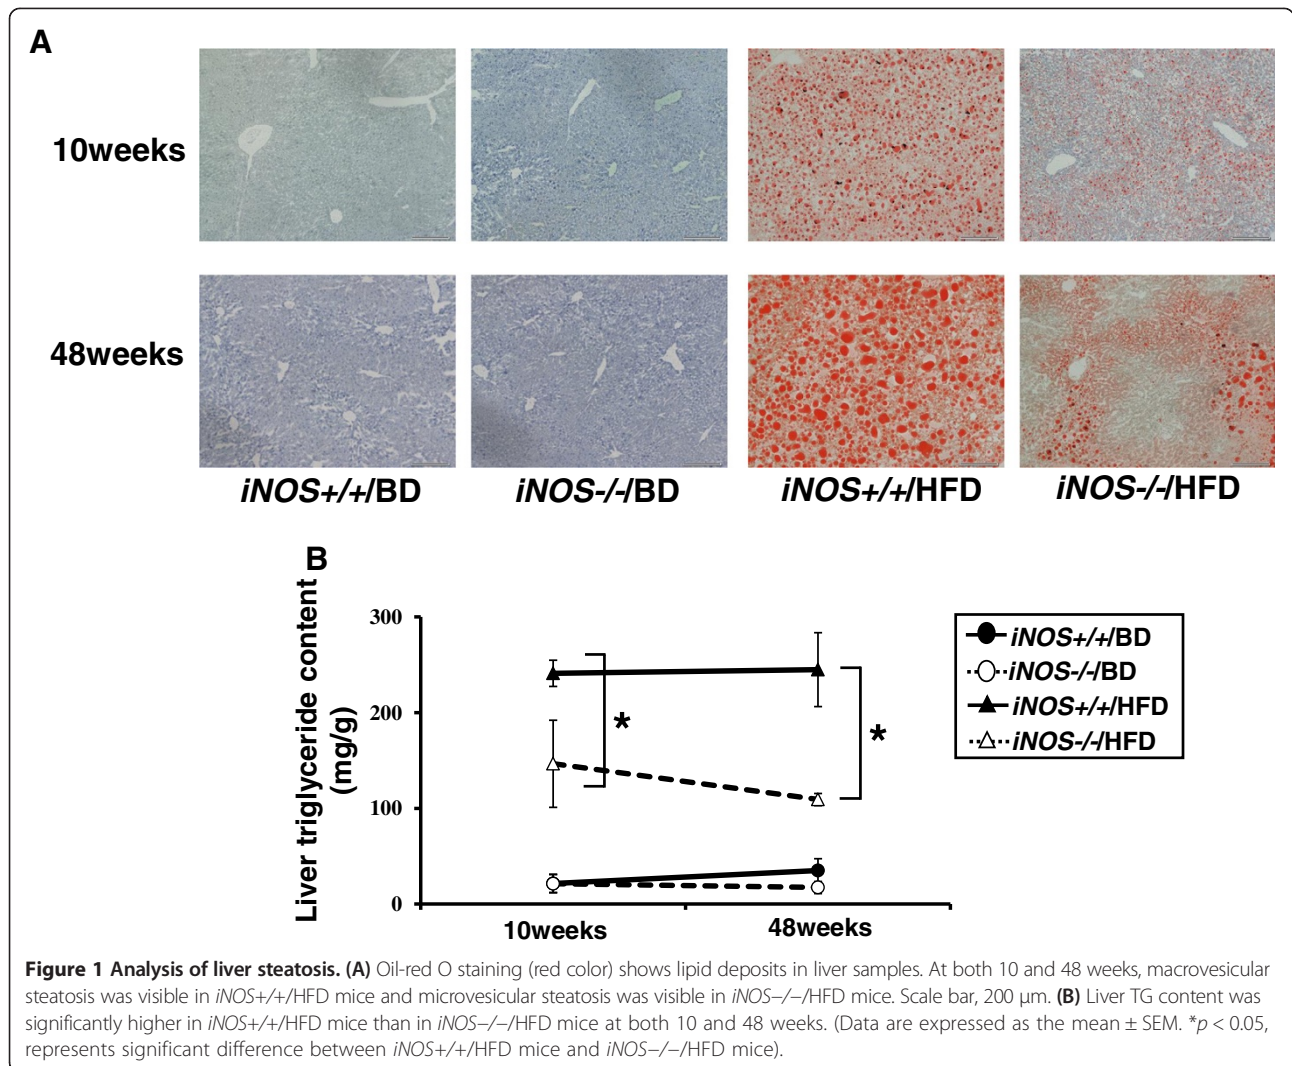 A
10weeks
48weeks
iNOS+/+/BD
iNOS-/-/BD
iNOS+/+/HFD
iNOS-/-/HFD
B
Liver triglyceride content
(mg/g)
300
200
100
0
*
*
10weeks
48weeks
iNOS+/+/BD
iNOS-/-/BD
iNOS+/+/HFD
iNOS-/-/HFD
Figure 1 Analysis of liver steatosis. (A) Oil-red O staining (red color) shows lipid deposits in liver samples. At both 10 and 48 weeks, macrovesicular
steatosis was visible in iNOS+/+/HFD mice and microvesicular steatosis was visible in iNOS−/−/HFD mice. Scale bar, 200 μm. (B) Liver TG content was
significantly higher in iNOS+/+/HFD mice than in iNOS−/−/HFD mice at both 10 and 48 weeks. (Data are expressed as the mean ± SEM. *p < 0.05,
represents significant difference between iNOS+/+/HFD mice and iNOS−/−/HFD mice).